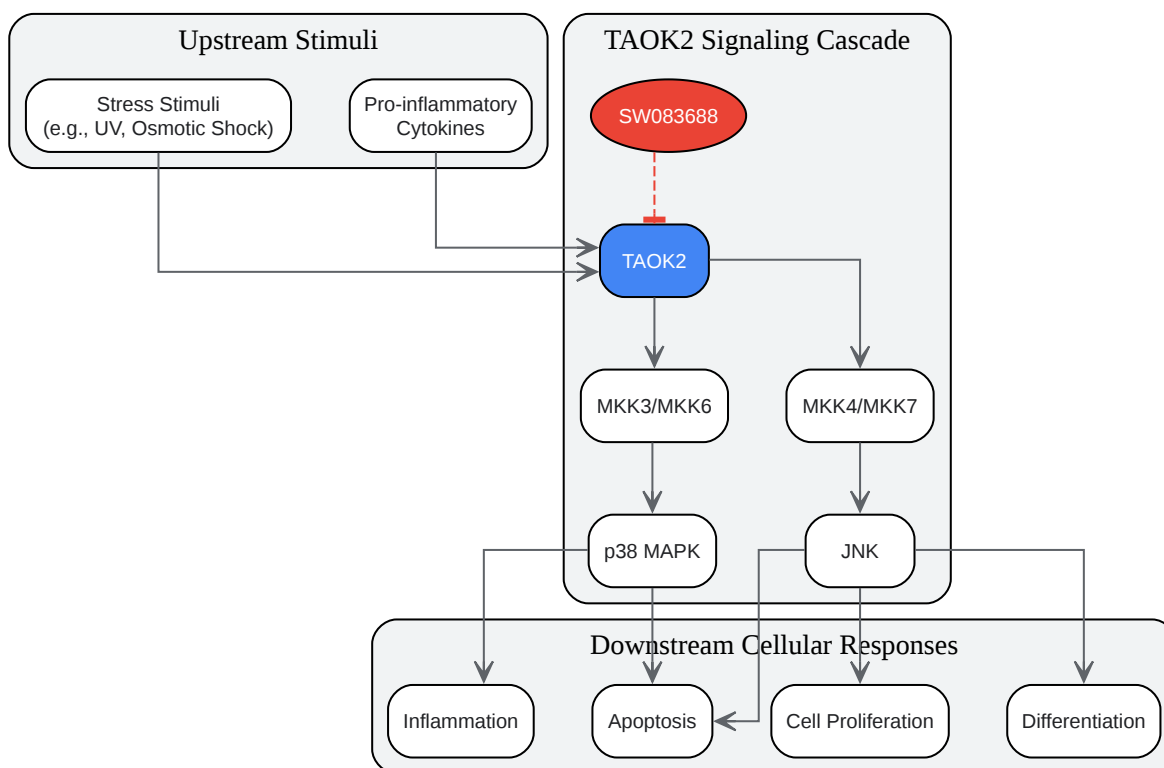 Upstream Stimuli
Stress Stimuli
(e.g., UV, Osmotic Shock)
Pro-inflammatory
Cytokines
TAOK2 Signaling Cascade
SW083688
TAOK2
MKK3/MKK6
MKK4/MKK7
p38 MAPK
JNK
Downstream Cellular Responses
Inflammation
Apoptosis
Cell Proliferation
Differentiation